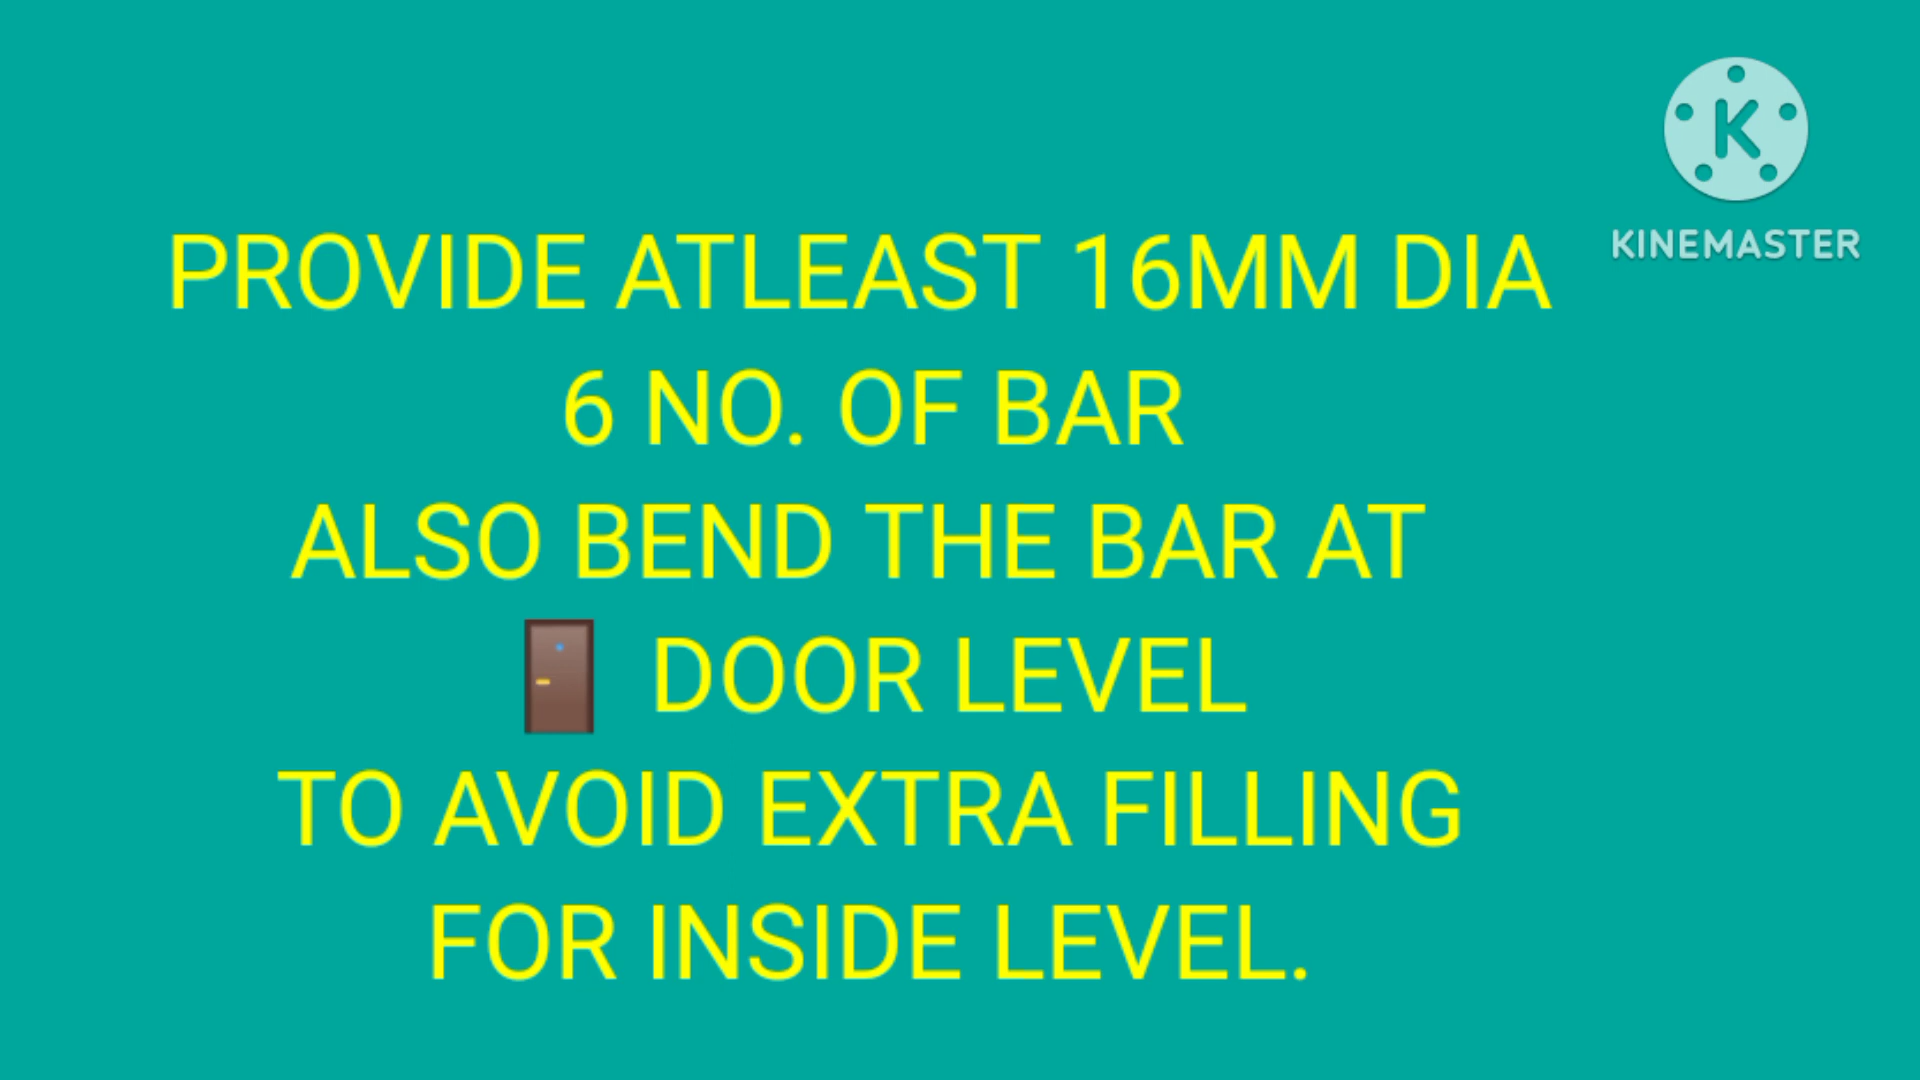 K
KINEMASTER
PROVIDE ATLEAST 16MM DIA
6 NO. OF BAR
ALSO BEND THE BAR AT
🚪 DOOR LEVEL
TO AVOID EXTRA FILLING
FOR INSIDE LEVEL.